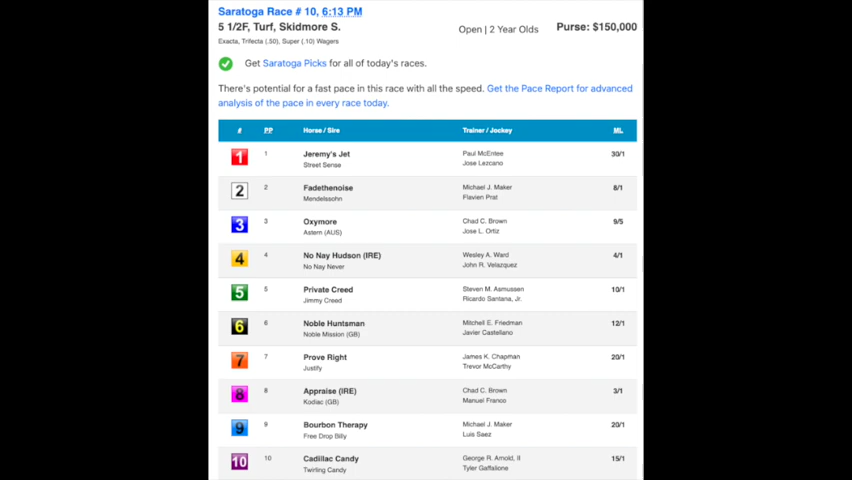 Saratoga Race # 10, 6:13 PM
5 1/2F, Turf, Skidmore S.
Open | 2 Year Olds
Purse: $150,000
Exacta, Trifecta (.50), Super (.10) Wagers
Get Saratoga Picks for all of today's races.
There's potential for a fast pace in this race with all the speed. Get the Pace Report for advanced
analysis of the pace in every race today.
# PP Horse / Sire Trainer / Jockey ML
1 1 Jeremy's Jet Paul McEntee 30/1
Street Sense Jose Lezcano
2 2 Fadethenoise Michael J. Maker 8/1
Mendelssohn Flavien Prat
3 3 Oxymore Chad C. Brown 9/5
Astern (AUS) Jose L. Ortiz
4 4 No Nay Hudson (IRE) Wesley A. Ward 4/1
No Nay Never John R. Velazquez
5 5 Private Creed Steven M. Asmussen 10/1
Jimmy Creed Ricardo Santana, Jr.
6 6 Noble Huntsman Mitchell E. Friedman 12/1
Noble Mission (GB) Javier Castellano
7 7 Prove Right James K. Chapman 20/1
Justify Trevor McCarthy
8 8 Appraise (IRE) Chad C. Brown 3/1
Kodiac (GB) Manuel Franco
9 9 Bourbon Therapy Michael J. Maker 20/1
Free Drop Billy Luis Saez
10 10 Cadillac Candy George R. Arnold, II 15/1
Twirling Candy Tyler Gaffalione